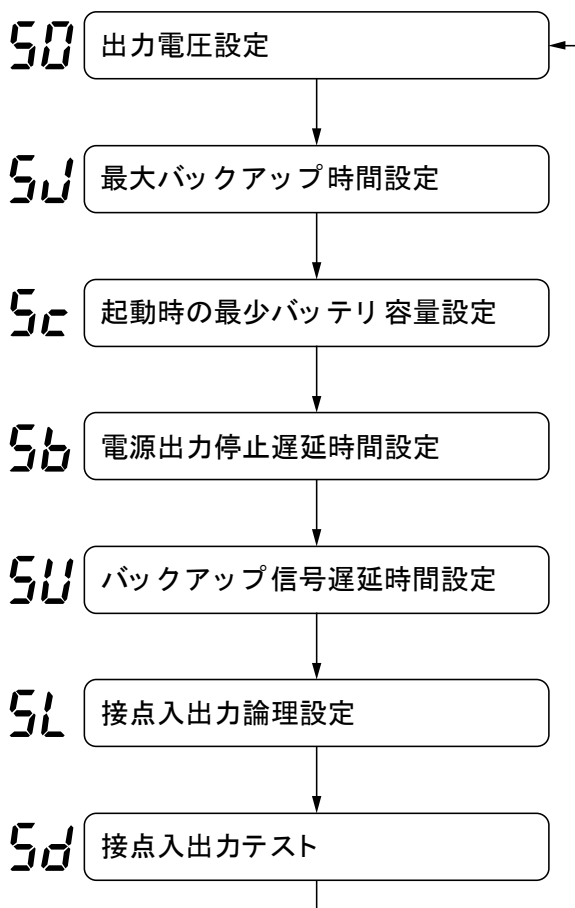 S0 出力電圧設定
SJ 最大バックアップ時間設定
Sc 起動時の最少バッテリ容量設定
Sb 電源出力停止遅延時間設定
SU バックアップ信号遅延時間設定
SL 接点入出力論理設定
Sd 接点入出力テスト